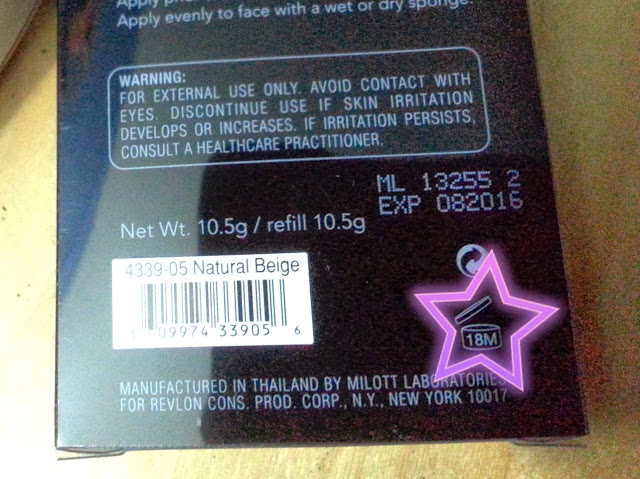 Apply
Apply evenly to face with a wet or dry sponge.
WARNING:
FOR EXTERNAL USE ONLY. AVOID CONTACT WITH
EYES. DISCONTINUE USE IF SKIN IRRITATION
DEVELOPS OR INCREASES. IF IRRITATION PERSISTS,
CONSULT A HEALTHCARE PRACTITIONER.
ML 13255 2
EXP 082016
Net Wt. 10.5g / refill 10.5g
4339-05 Natural Beige
09974 33905 6
18M
MANUFACTURED IN THAILAND BY MILOTT LABORATORIES
FOR REVLON CONS. PROD. CORP., N.Y., NEW YORK 10017